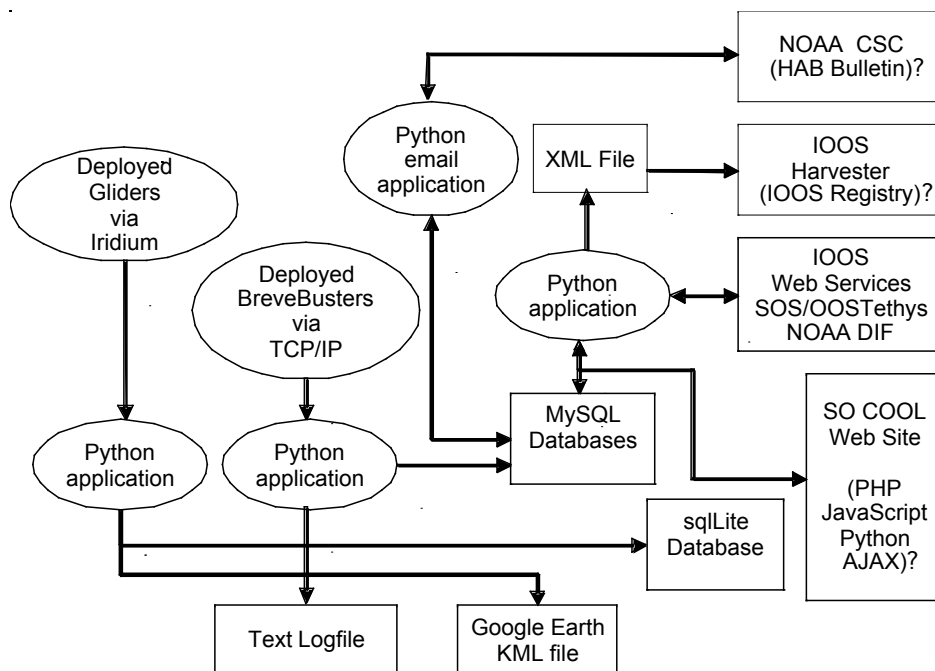 NOAA CSC
(HAB Bulletin)?
Python
email
application
XML File
IOOS
Harvester
(IOOS Registry)?
Deployed
Gliders
via
Iridium
Deployed
BreveBusters
via
TCP/IP
Python
application
IOOS
Web Services
SOS/OOSTethys
NOAA DIF
MySQL
Databases
SO COOL
Web Site
(PHP
JavaScript
Python
AJAX)?
Python
application
Python
application
sqlLite
Database
Text Logfile
Google Earth
KML file